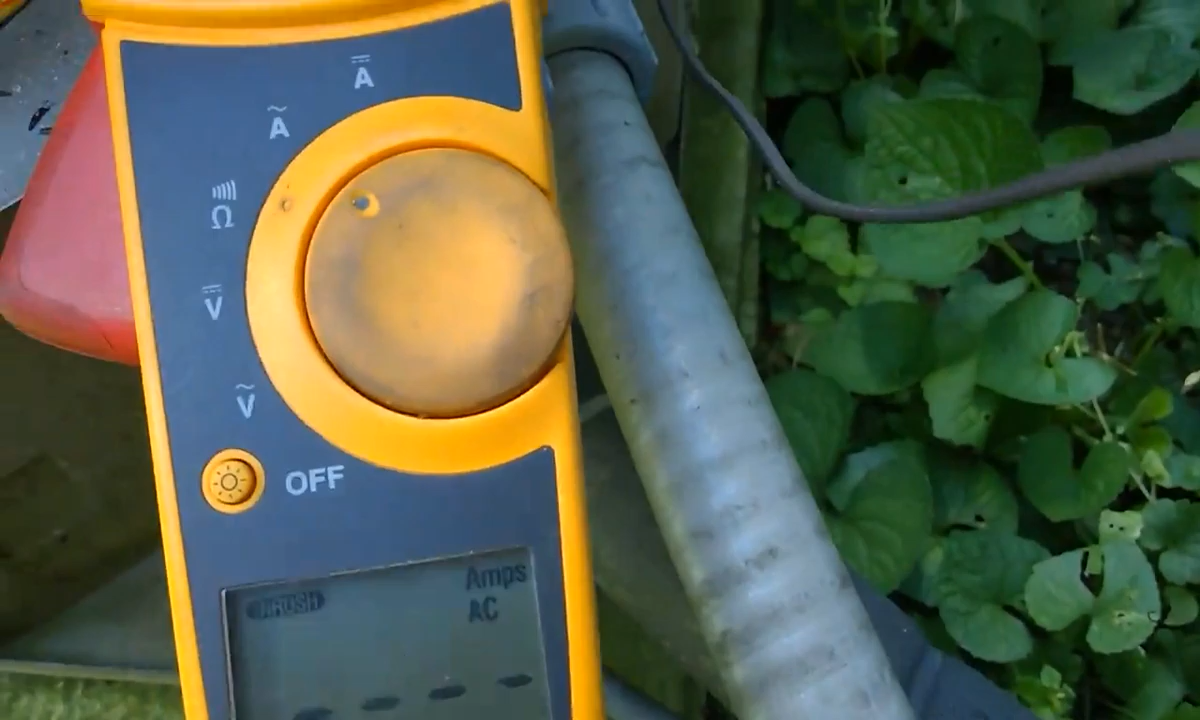 A
A
Ω
V
V
OFF
INRUSH Amps
AC
----